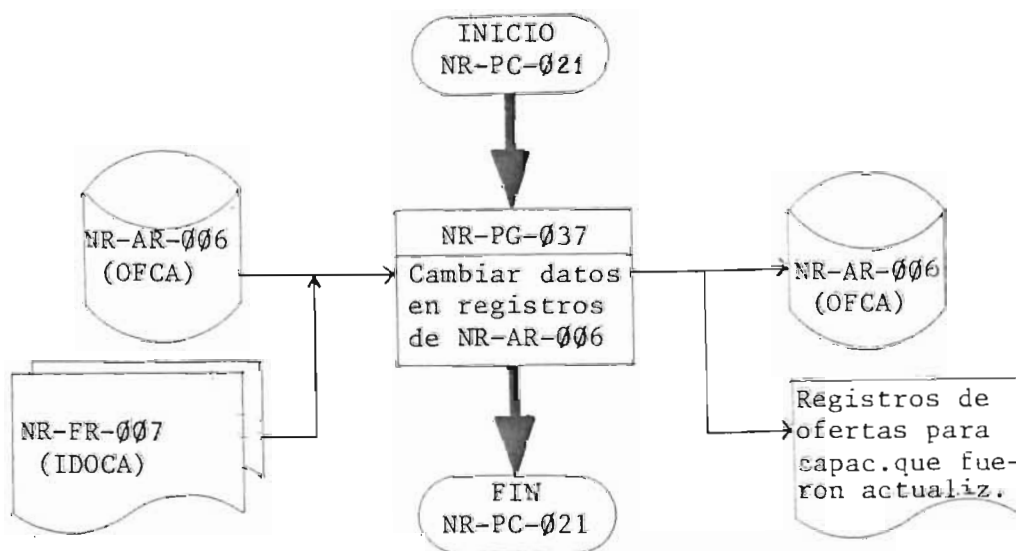 INICIO
NR-PC-Ø21
NR-AR-ØØ6
(OFCA)
NR-FR-ØØ7
(IDOCA)
NR-PG-Ø37
Cambiar datos
en registros
de NR-AR-ØØ6
NR-AR-ØØ6
(OFCA)
Registros de
ofertas para
capac.que fue-
ron actualiz.
FIN
NR-PC-Ø21